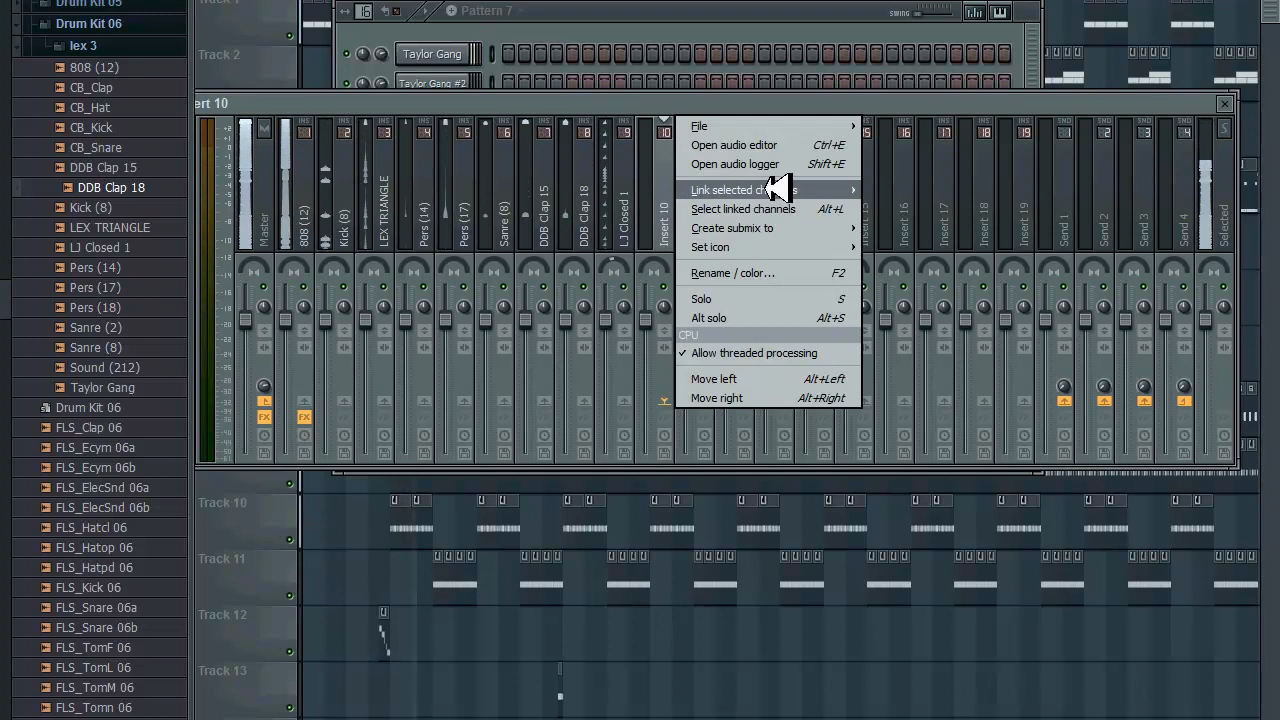 Drum Kit 05
Drum Kit 06
lex 3
808 (12)
CB_Clap
CB_Hat
CB_Kick
CB_Snare
DDB Clap 15
DDB Clap 18
Kick (8)
LEX TRIANGLE
LJ Closed 1
Pers (14)
Pers (17)
Pers (18)
Sanre (2)
Sanre (8)
Sound (212)
Taylor Gang
Drum Kit 06
FLS_Clap 06
FLS_Ecym 06a
FLS_Ecym 06b
FLS_ElecSnd 06a
FLS_ElecSnd 06b
FLS_Hatcl 06
FLS_Hatop 06
FLS_Hatpd 06
FLS_Kick 06
FLS_Snare 06a
FLS_Snare 06b
FLS_TomF 06
FLS_TomL 06
FLS_TomM 06
FLS_Tomn 06
Track 1
Track 2
16
Pattern 7
SWING
Taylor Gang
Taylor Gang #2
ert 10
Master
808 (12)
Kick (8)
LEX TRIANGLE
Pers (14)
Pers (17)
Sanre (8)
DDB Clap 15
DDB Clap 18
LJ Closed 1
Insert 10
Insert 16
Insert 17
Insert 18
Insert 19
Send 1
Send 2
Send 3
Send 4
Selected
File
Open audio editor Ctrl+E
Open audio logger Shift+E
Link selected
Select linked channels Alt+L
Create submix to
Set icon
Rename / color... F2
Solo S
Alt solo Alt+S
CPU
Allow threaded processing
Move left Alt+Left
Move right Alt+Right
FX
FX
Track 10
Track 11
Track 12
Track 13